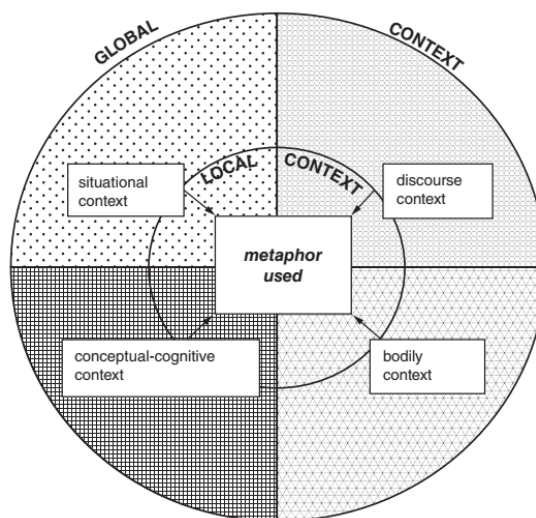 GLOBAL CONTEXT
LOCAL CONTEXT
situational
context
discourse
context
metaphor
used
conceptual-cognitive
context
bodily
context